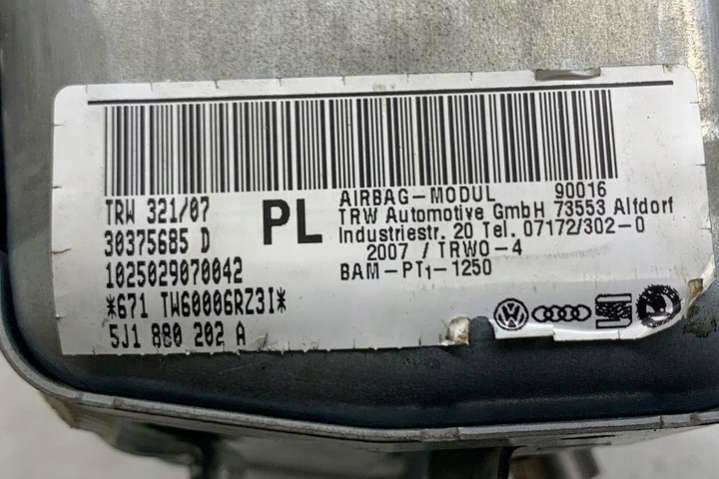 TRW 321/07
30375685 D
1025029070042
*671 TW60006RZ3I*
5J1 880 202 A
PL
AIRBAG-MODUL 90016
TRW Automotive GmbH 73553 Alfdorf
Industriestr. 20 Tel. 07172/302-0
2007 / TRWO-4
BAM-PT1-1250